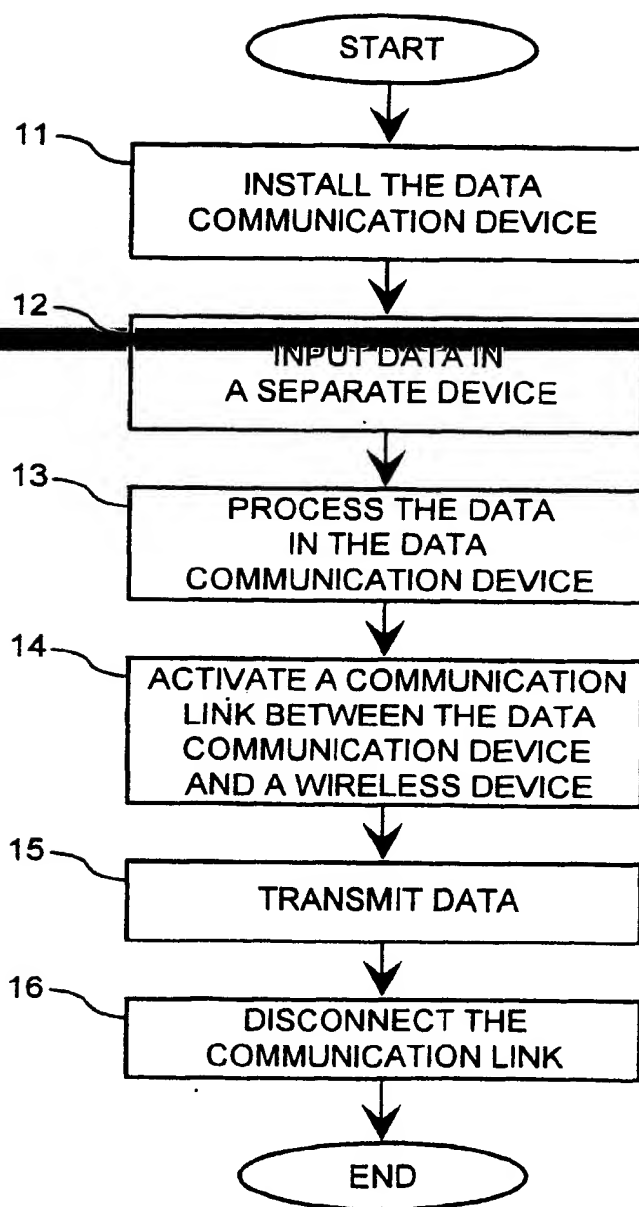 START
11
INSTALL THE DATA
COMMUNICATION DEVICE
12
INPUT DATA IN
A SEPARATE DEVICE
13
PROCESS THE DATA
IN THE DATA
COMMUNICATION DEVICE
14
ACTIVATE A COMMUNICATION
LINK BETWEEN THE DATA
COMMUNICATION DEVICE
AND A WIRELESS DEVICE
15
TRANSMIT DATA
16
DISCONNECT THE
COMMUNICATION LINK
END